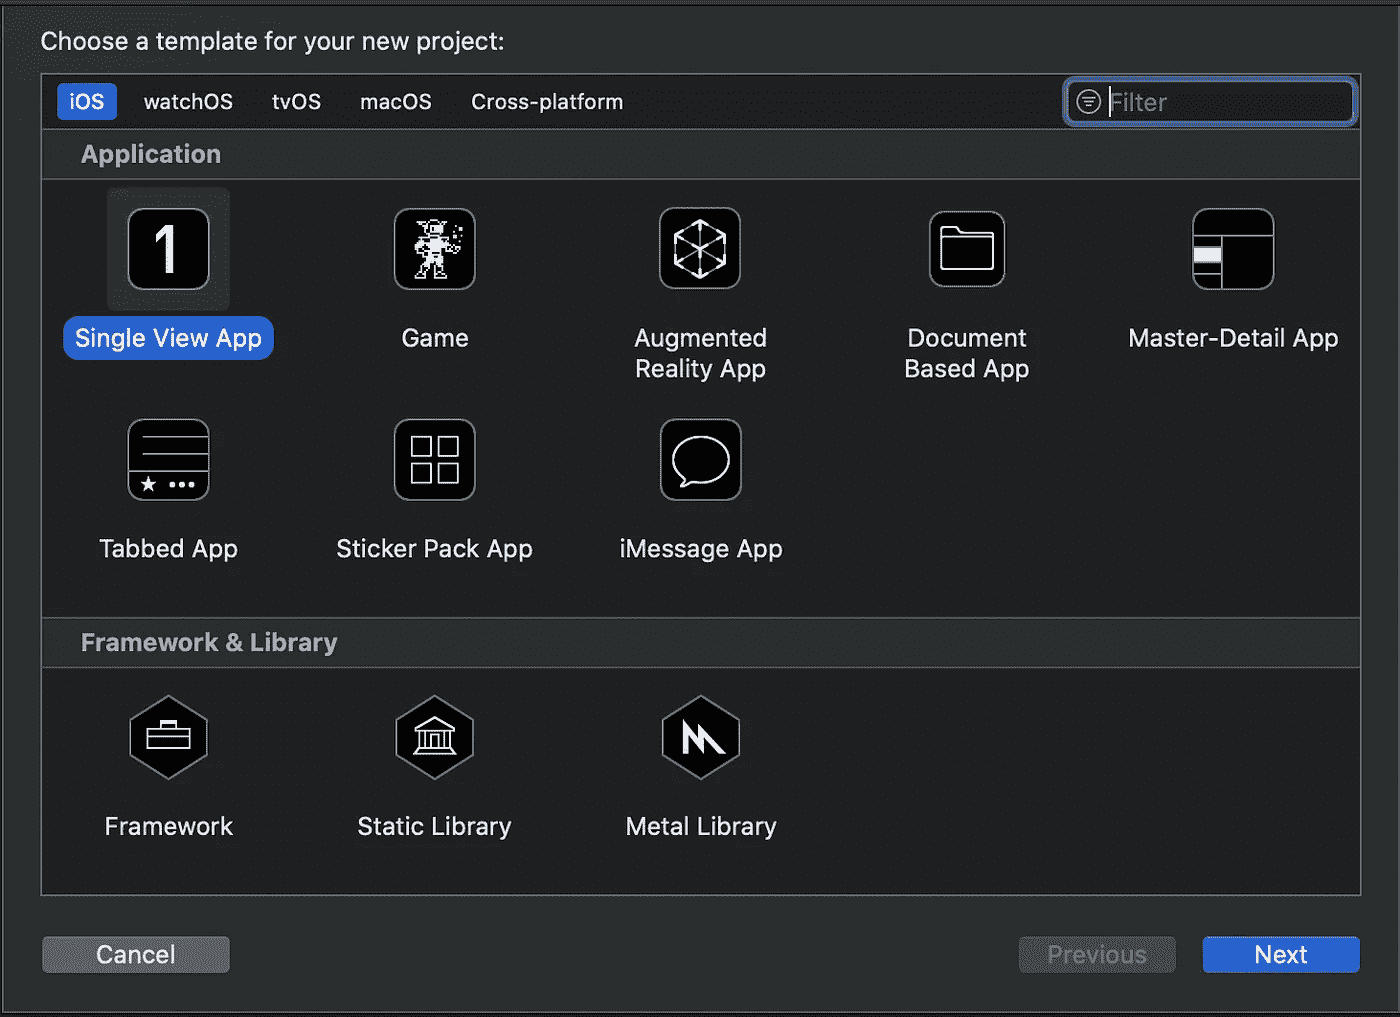 Choose a template for your new project:
iOS watchOS tvOS macOS Cross-platform Filter
Application
1
Single View App Game Augmented Reality App Document Based App Master-Detail App
Tabbed App Sticker Pack App iMessage App
Framework & Library
Framework Static Library Metal Library
Cancel Previous Next